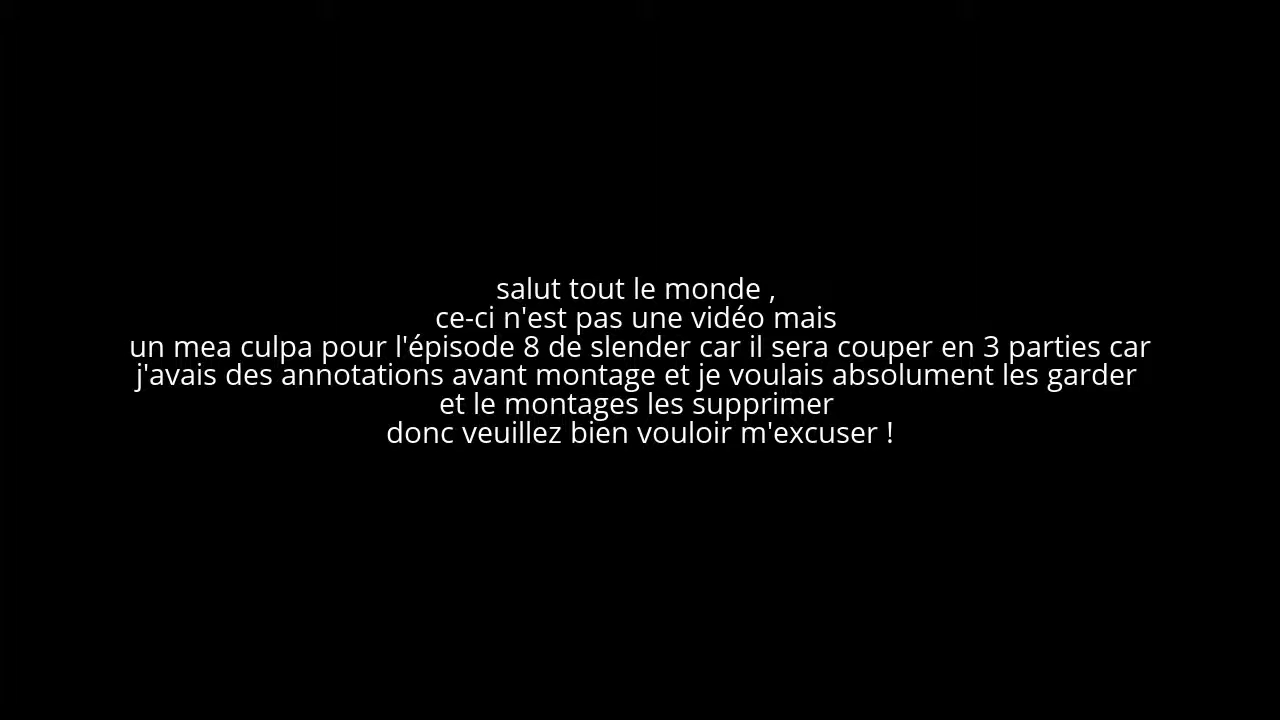 salut tout le monde ,
ce-ci n'est pas une vidéo mais
un mea culpa pour l'épisode 8 de slender car il sera couper en 3 parties car
j'avais des annotations avant montage et je voulais absolument les garder
et le montages les supprimer
donc veuillez bien vouloir m'excuser !